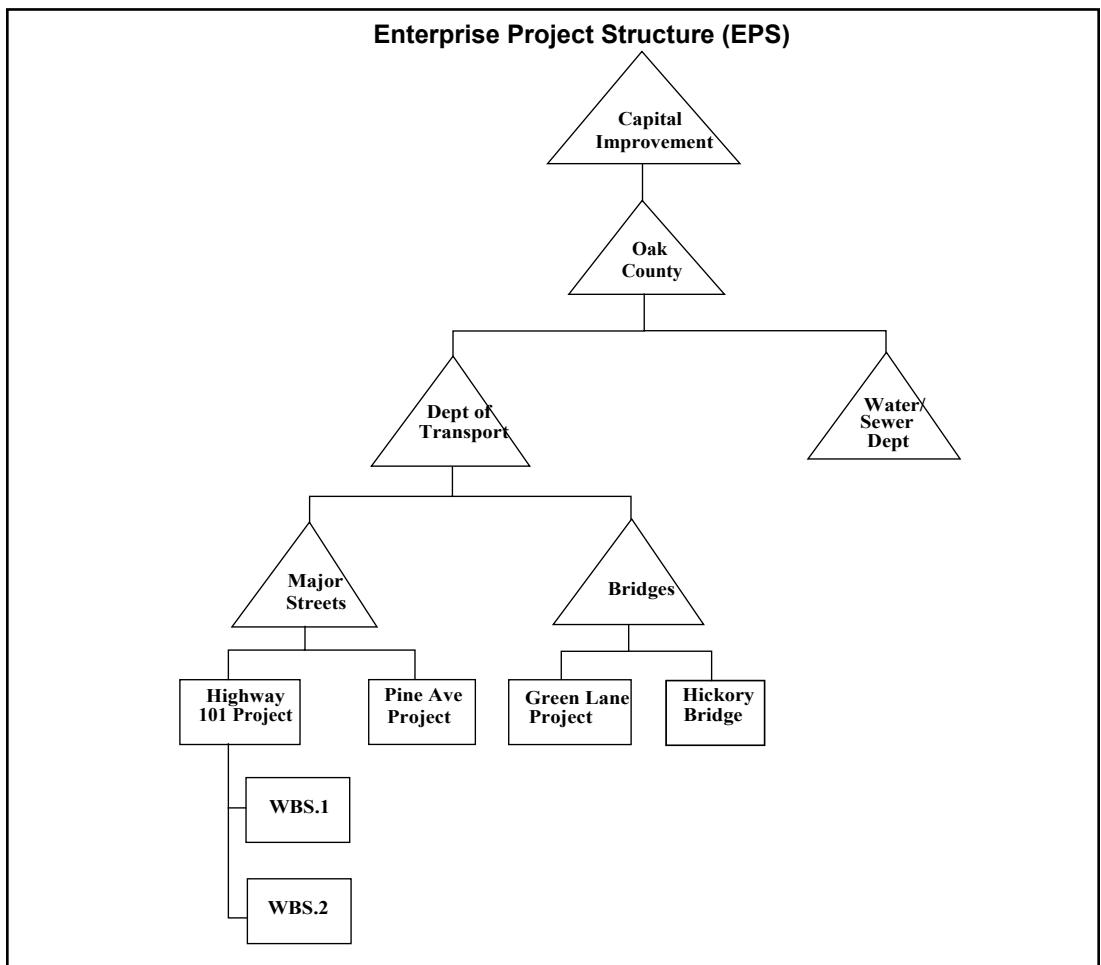 Enterprise Project Structure (EPS)
Capital
Improvement
Oak
County
Dept of
Transport
Water/
Sewer
Dept
Major
Streets
Bridges
Highway
101 Project
Pine Ave
Project
Green Lane
Project
Hickory
Bridge
WBS.1
WBS.2